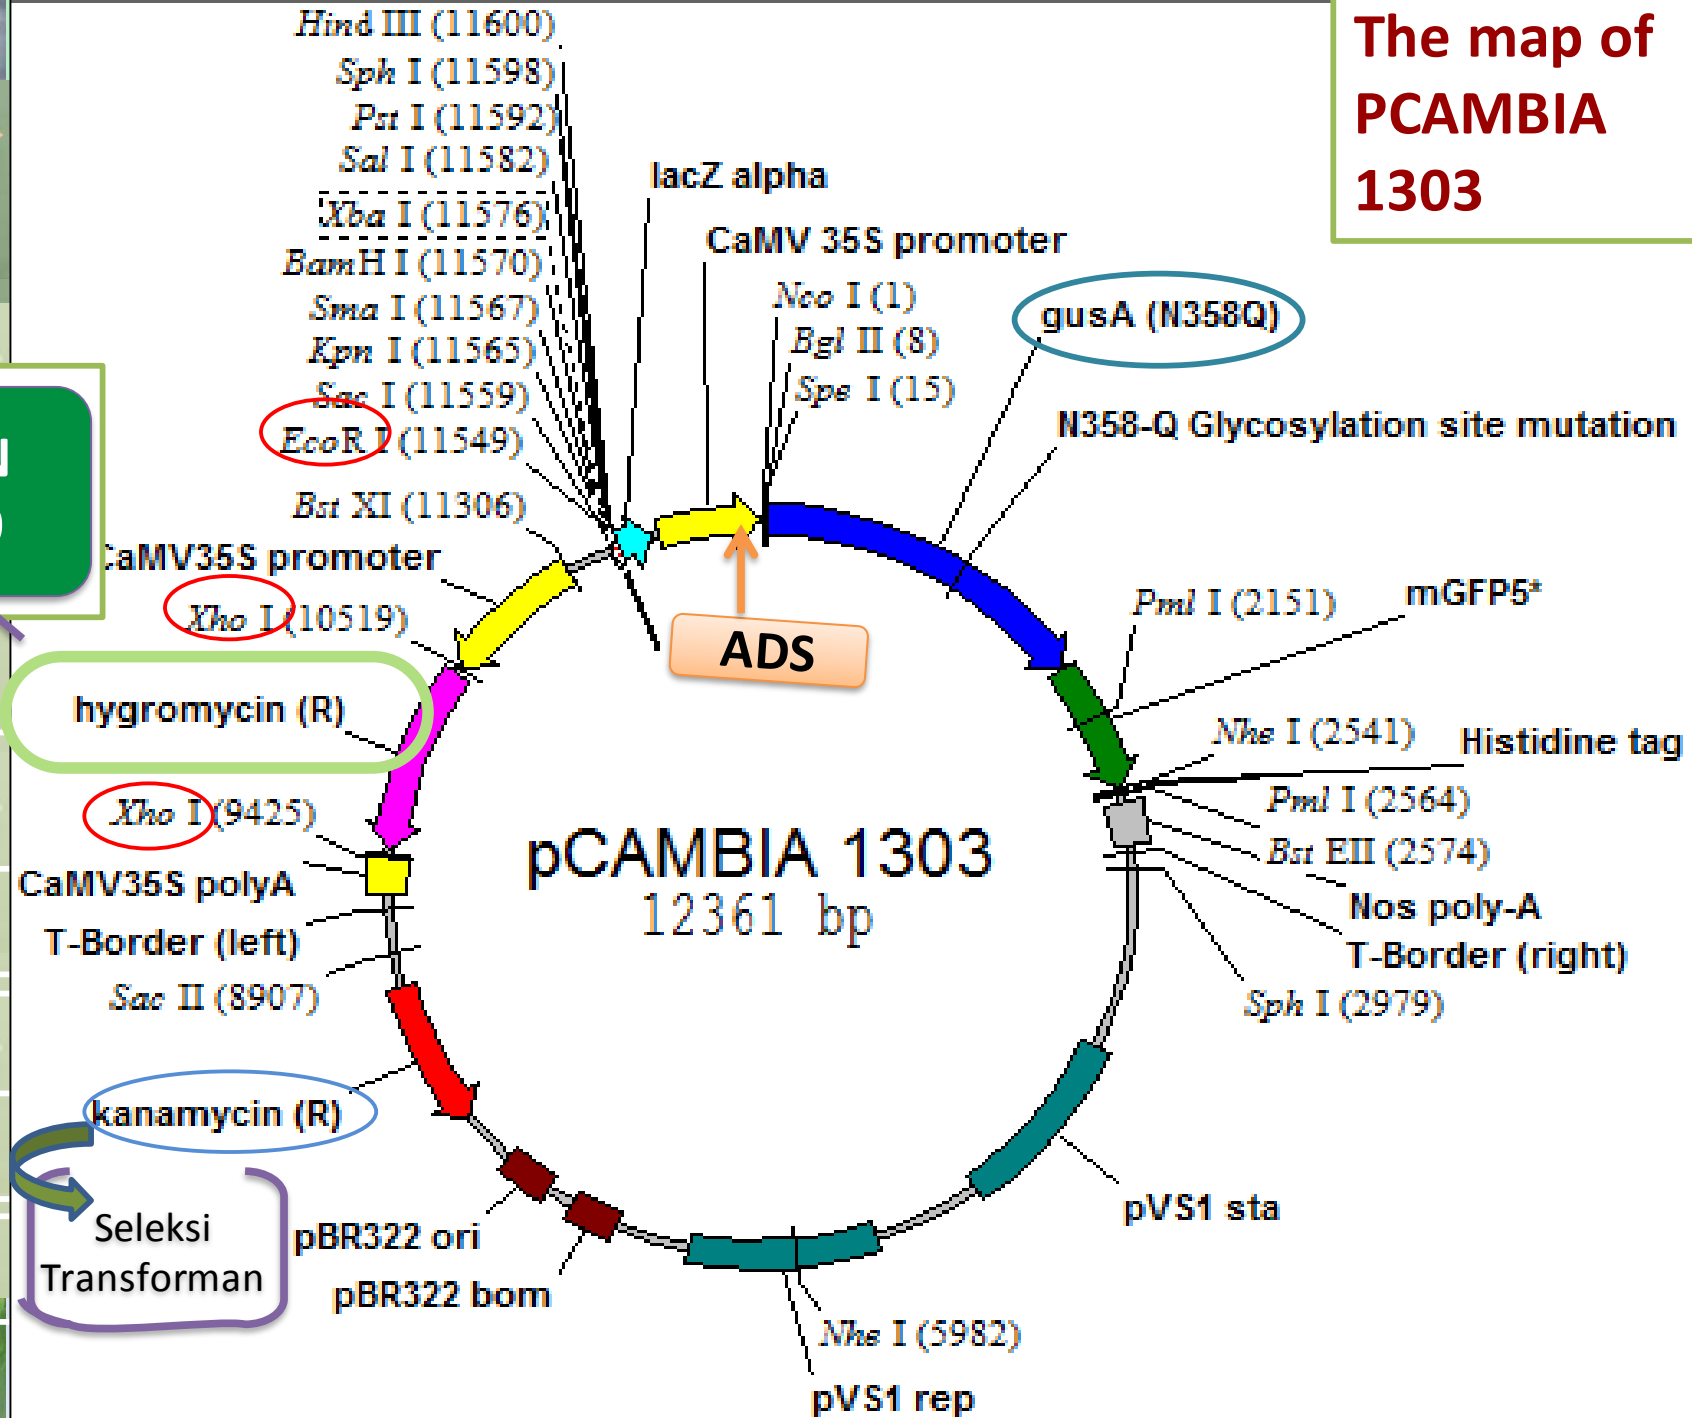 The map of
PCAMBIA
1303
Hind III (11600)
Sph I (11598)
Pst I (11592)
Sal I (11582)
Xba I (11576)
BamH I (11570)
Sma I (11567)
Kpn I (11565)
Sac I (11559)
EcoR I (11549)
Bst XI (11306)
CaMV35S promoter
Xho I (10519)
hygromycin (R)
Xho I (9425)
CaMV35S polyA
T-Border (left)
Sac II (8907)
kanamycin (R)
Seleksi
Transforman
pBR322 ori
pBR322 bom
lacZ alpha
CaMV 35S promoter
Nco I (1)
Bgl II (8)
Spe I (15)
gusA (N358Q)
N358-Q Glycosylation site mutation
ADS
Pml I (2151)
mGFP5*
Nhe I (2541)
Histidine tag
Pml I (2564)
Bst EII (2574)
Nos poly-A
T-Border (right)
Sph I (2979)
pCAMBIA 1303
12361 bp
pVS1 sta
Nhe I (5982)
pVS1 rep